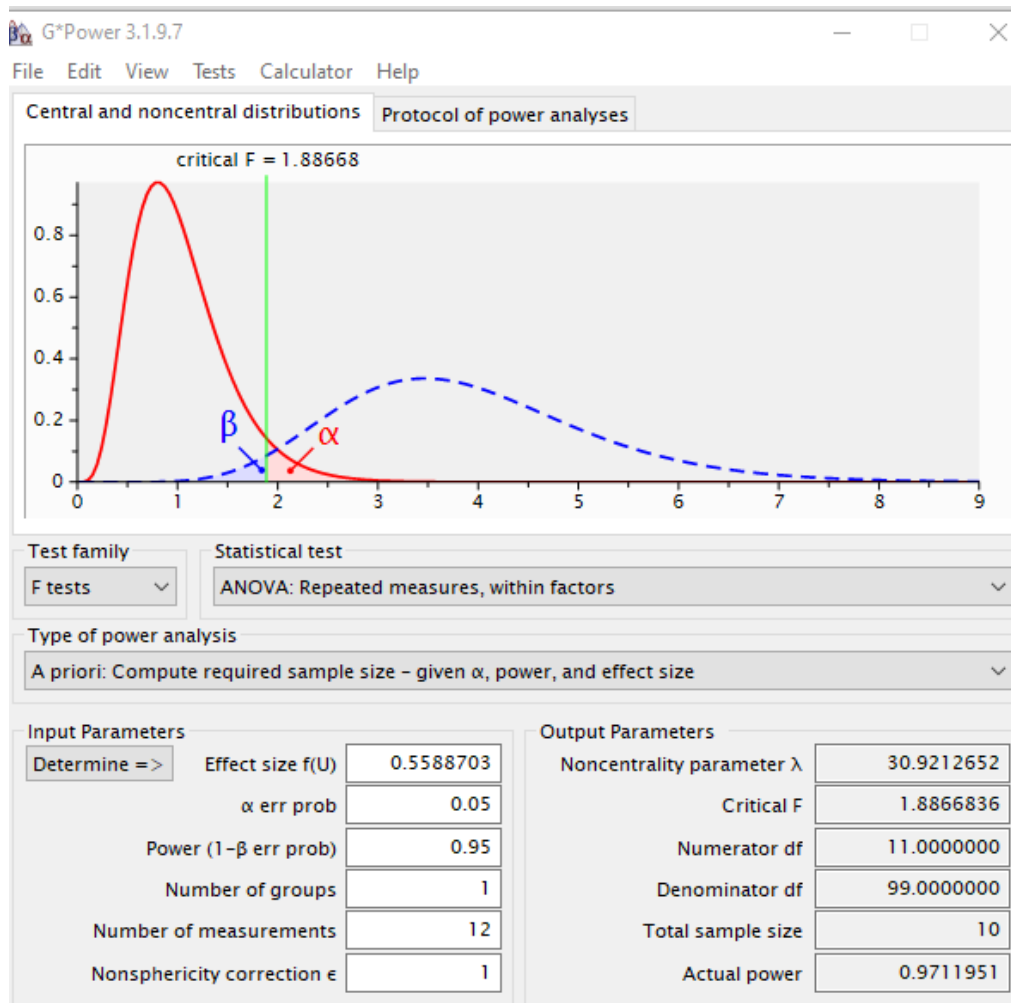 G*Power 3.1.9.7
File Edit View Tests Calculator Help
Central and noncentral distributions Protocol of power analyses
critical F = 1.88668
0.8
0.6
0.4
0.2
β α
0
0 1 2 3 4 5 6 7 8 9
Test family Statistical test
F tests ANOVA: Repeated measures, within factors
Type of power analysis
A priori: Compute required sample size – given α, power, and effect size
Input Parameters Output Parameters
Determine => Effect size f(U) 0.5588703 Noncentrality parameter λ 30.9212652
α err prob 0.05 Critical F 1.8866836
Power (1-β err prob) 0.95 Numerator df 11.0000000
Number of groups 1 Denominator df 99.0000000
Number of measurements 12 Total sample size 10
Nonsphericity correction ϵ 1 Actual power 0.9711951